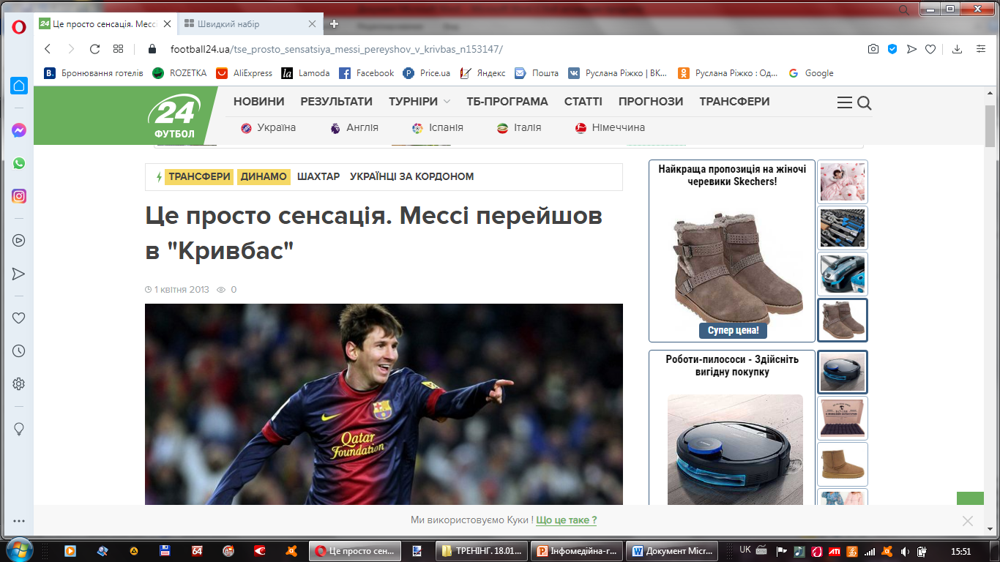 Це просто сенсація. Мессі
Швидкий набір
football24.ua/tse_prosto_sensatsiya_messi_pereyshov_v_krivbas_n153147/
Бронювання готелів
ROZETKA
AliExpress
Lamoda
Facebook
Price.ua
Яндекс
Пошта
Руслана Ріжко | ВК...
Руслана Ріжко : Од...
Google
24
ФУТБОЛ
НОВИНИ РЕЗУЛЬТАТИ ТУРНІРИ ТБ-ПРОГРАМА СТАТТІ ПРОГНОЗИ ТРАНСФЕРИ
Україна Англія Іспанія Італія Німеччина
ТРАНСФЕРИ ДИНАМО ШАХТАР УКРАЇНЦІ ЗА КОРДОНОМ
Це просто сенсація. Мессі перейшов
в "Кривбас"
1 квітня 2013 0
Qatar
Foundation
Найкраща пропозиція на жіночі
черевики Skechers!
Супер цена!
Роботи-пилососи - Здійсніть
вигідну покупку
Ми використовуємо Куки ! Що це таке ?
Це просто сен...
ТРЕНІНГ. 18.01...
Інфомедійна-г...
Документ Micr...
UK
15:51